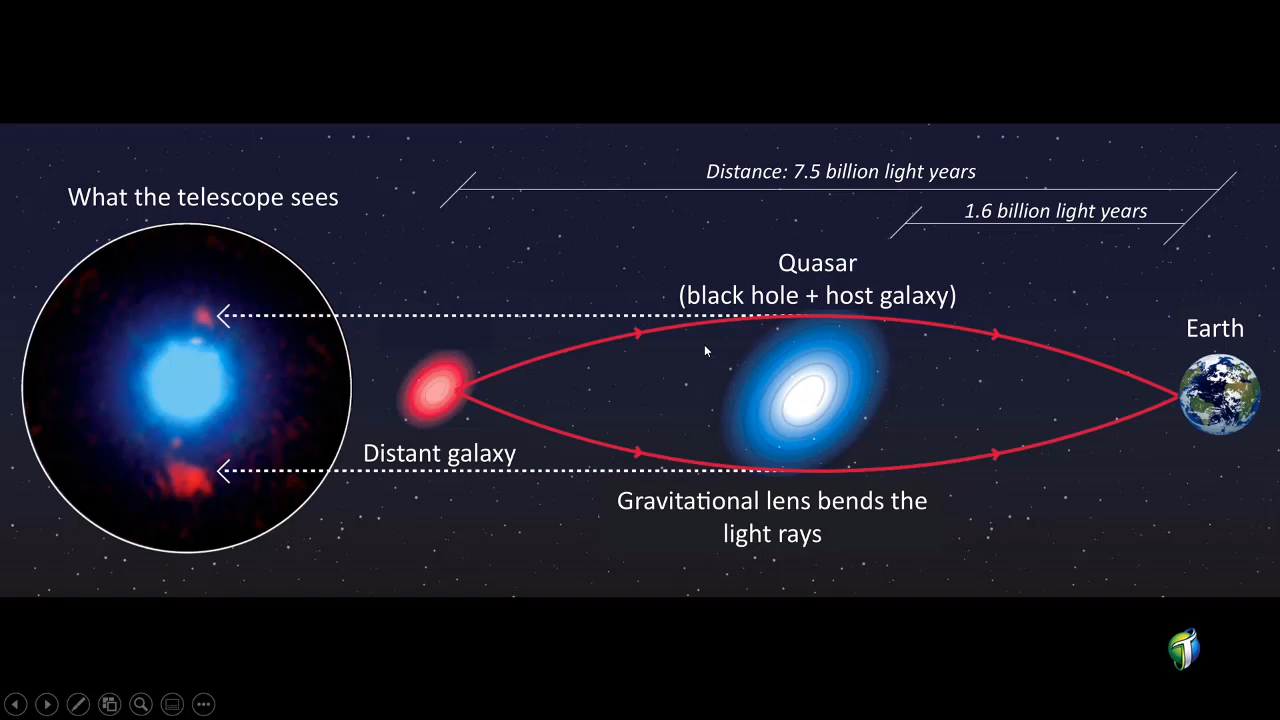 Distance: 7.5 billion light years
What the telescope sees
1.6 billion light years
Quasar
(black hole + host galaxy)
Earth
Distant galaxy
Gravitational lens bends the
light rays
T